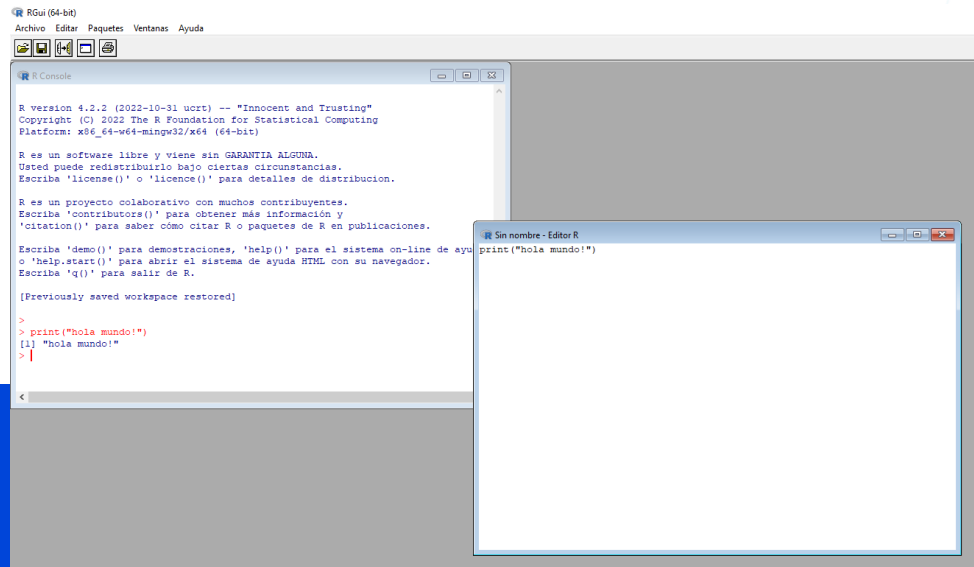 RGui (64-bit)
Archivo Editar Paquetes Ventanas Ayuda
R Console
R version 4.2.2 (2022-10-31 ucrt) -- "Innocent and Trusting"
Copyright (C) 2022 The R Foundation for Statistical Computing
Platform: x86_64-w64-mingw32/x64 (64-bit)
R es un software libre y viene sin GARANTIA ALGUNA.
Usted puede redistribuirlo bajo ciertas circunstancias.
Escriba 'license()' o 'licence()' para detalles de distribucion.
R es un proyecto colaborativo con muchos contribuyentes.
Escriba 'contributors()' para obtener más información y
'citation()' para saber cómo citar R o paquetes de R en publicaciones.
Escriba 'demo()' para demostraciones, 'help()' para el sistema on-line de ayu
o 'help.start()' para abrir el sistema de ayuda HTML con su navegador.
Escriba 'q()' para salir de R.
[Previously saved workspace restored]
>
> print("hola mundo!")
[1] "hola mundo!"
>
Sin nombre - Editor R
print("hola mundo!")